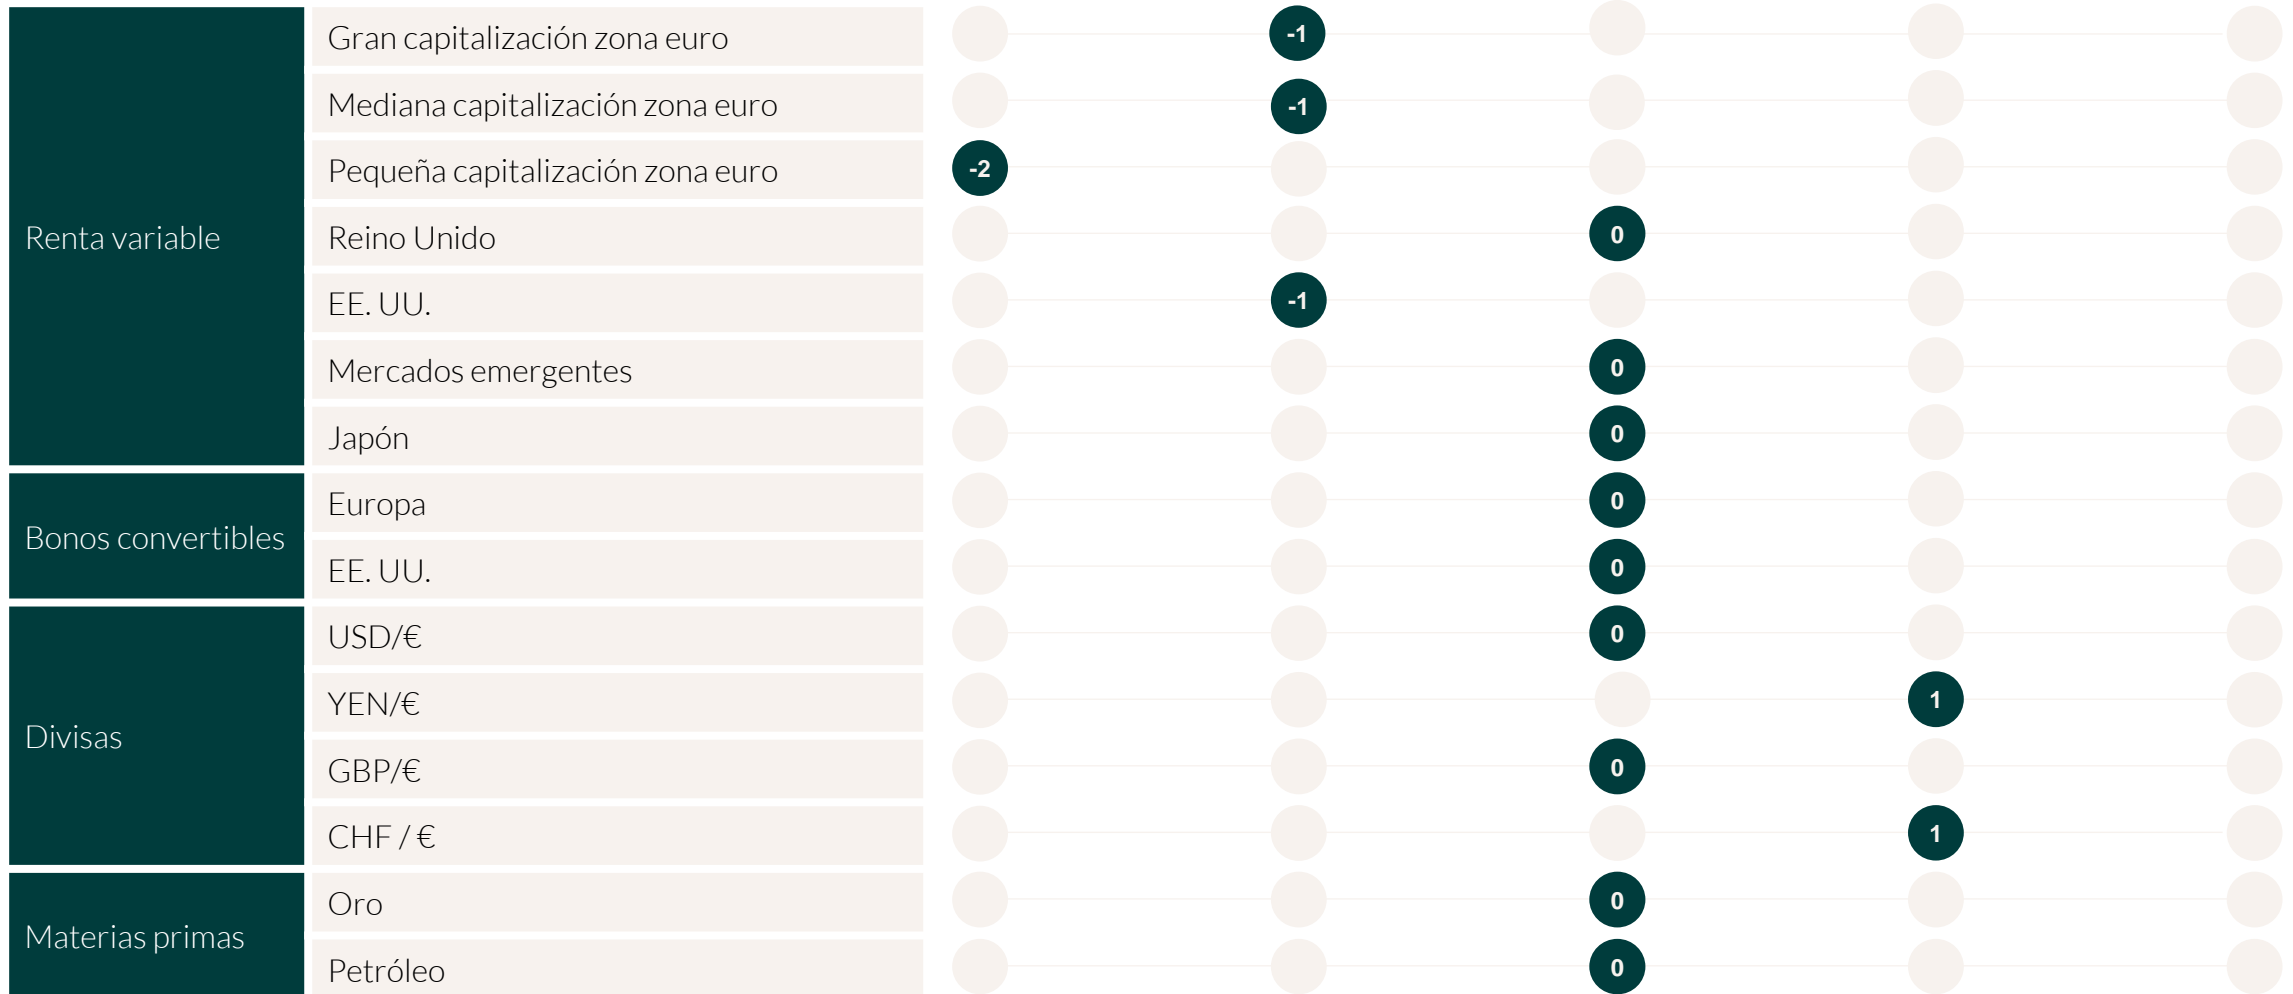 Renta variable
Gran capitalización zona euro -1
Mediana capitalización zona euro -1
Pequeña capitalización zona euro -2
Reino Unido 0
EE. UU. -1
Mercados emergentes 0
Japón 0
Bonos convertibles
Europa 0
EE. UU. 0
Divisas
USD/€ 0
YEN/€ 1
GBP/€ 0
CHF / € 1
Materias primas
Oro 0
Petróleo 0